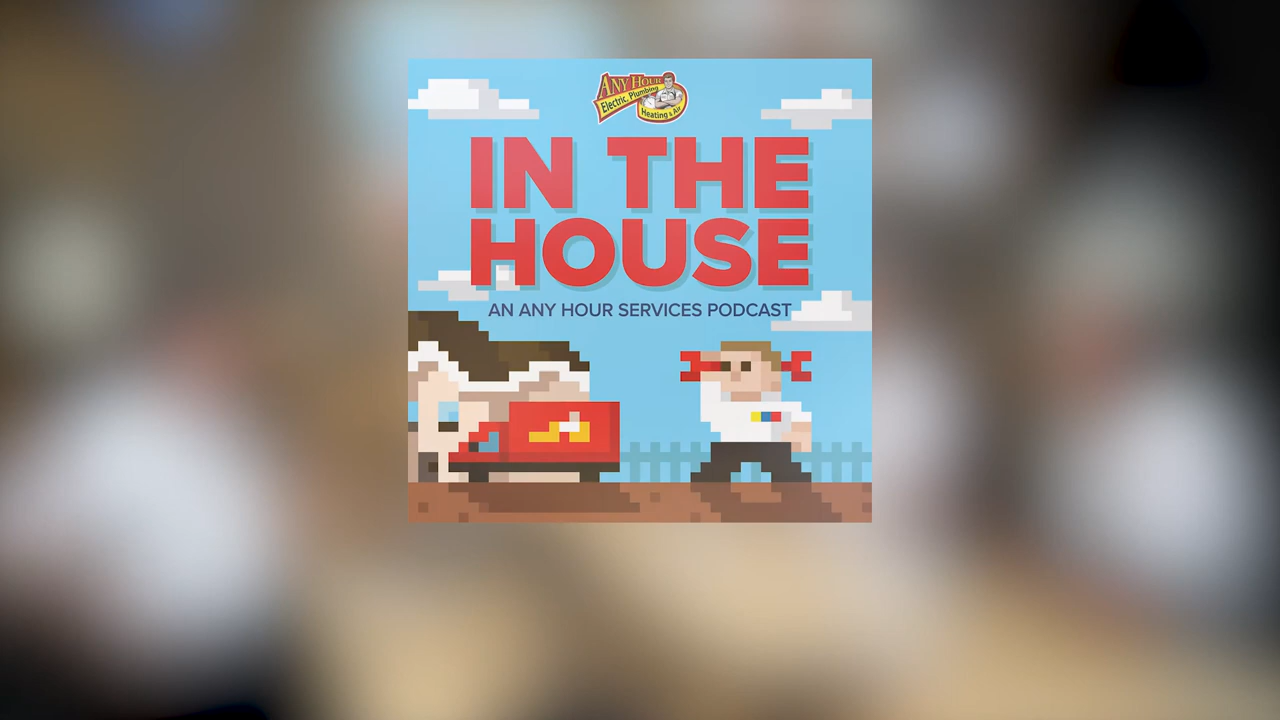 ANY HOUR
Electric, Plumbing
Heating & Air
IN THE
HOUSE
AN ANY HOUR SERVICES PODCAST